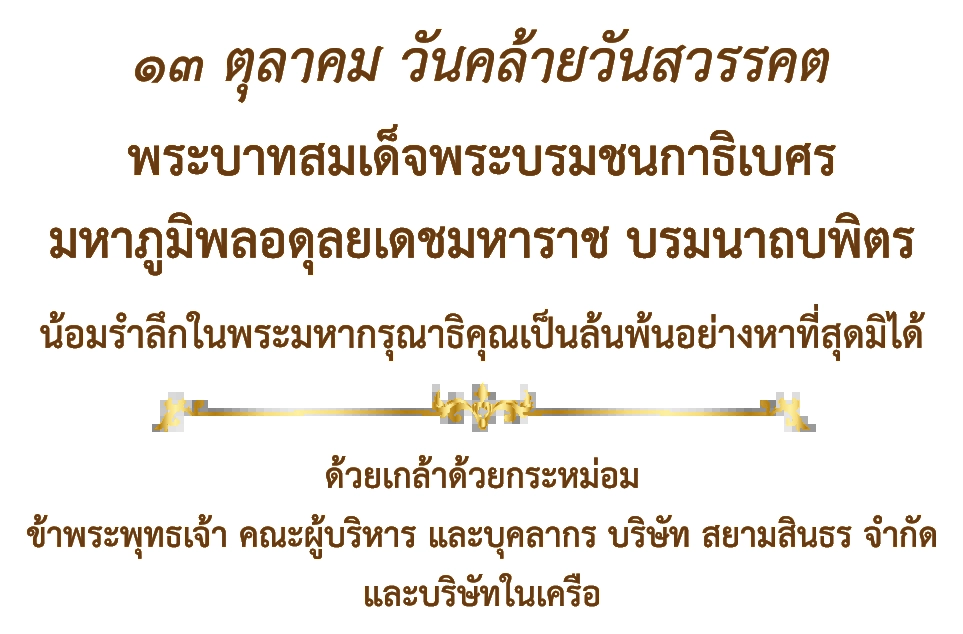 ๑๓ ตุลาคม วันคล้ายวันสวรรคต
พระบาทสมเด็จพระบรมชนกาธิเบศร
มหาภูมิพลอดุลยเดชมหาราช บรมนาถบพิตร
น้อมรำลึกในพระมหากรุณาธิคุณเป็นล้นพ้นอย่างหาที่สุดมิได้
ด้วยเกล้าด้วยกระหม่อม
ข้าพระพุทธเจ้า คณะผู้บริหาร และบุคลากร บริษัท สยามสินธร จำกัด
และบริษัทในเครือ